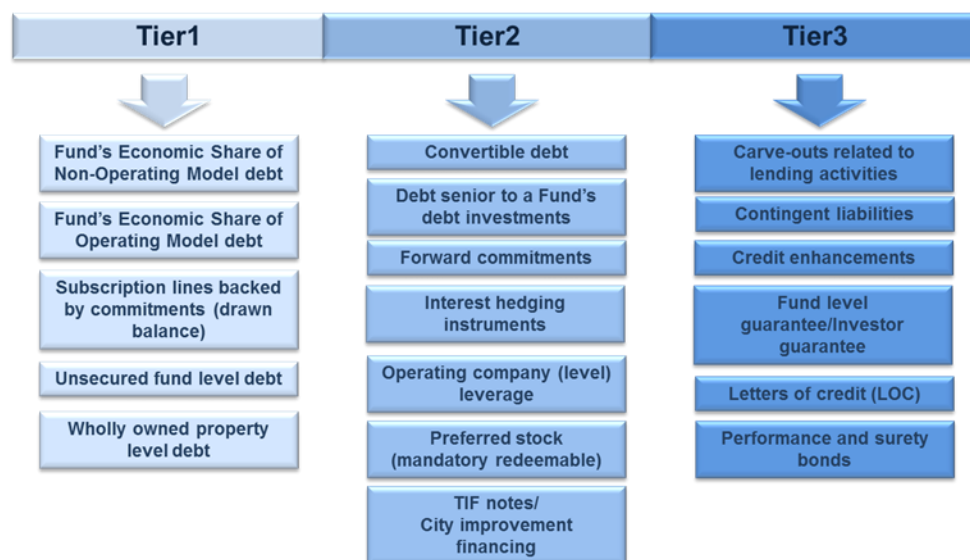 Tier1
Tier2
Tier3
Fund's Economic Share of
Non-Operating Model debt
Fund's Economic Share of
Operating Model debt
Subscription lines backed
by commitments (drawn
balance)
Unsecured fund level debt
Wholly owned property
level debt
Convertible debt
Debt senior to a Fund's
debt investments
Forward commitments
Interest hedging
instruments
Operating company (level)
leverage
Preferred stock
(mandatory redeemable)
TIF notes/
City improvement
financing
Carve-outs related to
lending activities
Contingent liabilities
Credit enhancements
Fund level
guarantee/Investor
guarantee
Letters of credit (LOC)
Performance and surety
bonds